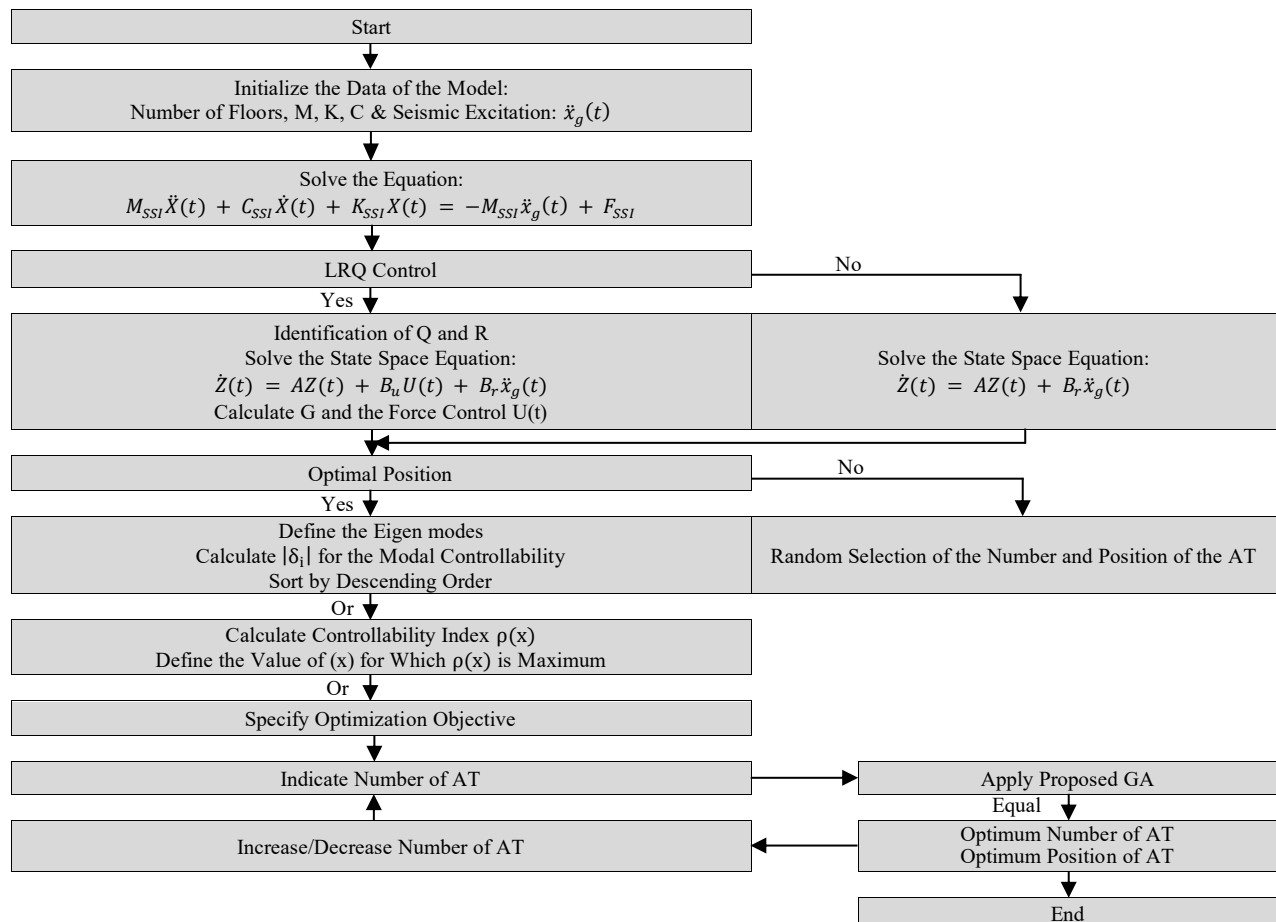 Start
Initialize the Data of the Model:
Number of Floors, M, K, C & Seismic Excitation: ẍ_g(t)
Solve the Equation:
M_SSI Ẍ(t) + C_SSI Ẋ(t) + K_SSI X(t) = −M_SSI ẍ_g(t) + F_SSI
LRQ Control
No
Yes
Identification of Q and R
Solve the State Space Equation:
Ż(t) = AZ(t) + B_u U(t) + B_r ẍ_g(t)
Calculate G and the Force Control U(t)
Solve the State Space Equation:
Ż(t) = AZ(t) + B_r ẍ_g(t)
Optimal Position
No
Yes
Define the Eigen modes
Calculate |δ_i| for the Modal Controllability
Sort by Descending Order
Random Selection of the Number and Position of the AT
Or
Calculate Controllability Index ρ(x)
Define the Value of (x) for Which ρ(x) is Maximum
Or
Specify Optimization Objective
Indicate Number of AT
Apply Proposed GA
Equal
Increase/Decrease Number of AT
Optimum Number of AT
Optimum Position of AT
End